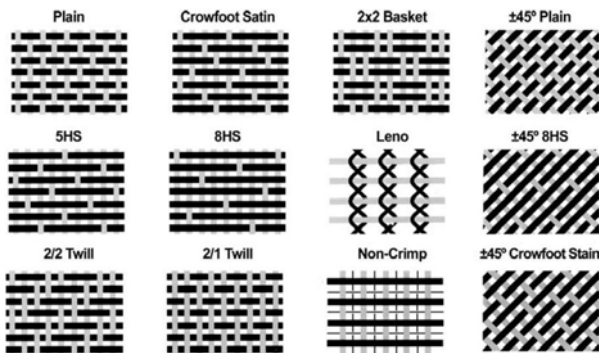 Plain
Crowfoot Satin
2x2 Basket
±45º Plain
5HS
8HS
Leno
±45º 8HS
2/2 Twill
2/1 Twill
Non-Crimp
±45º Crowfoot Stain